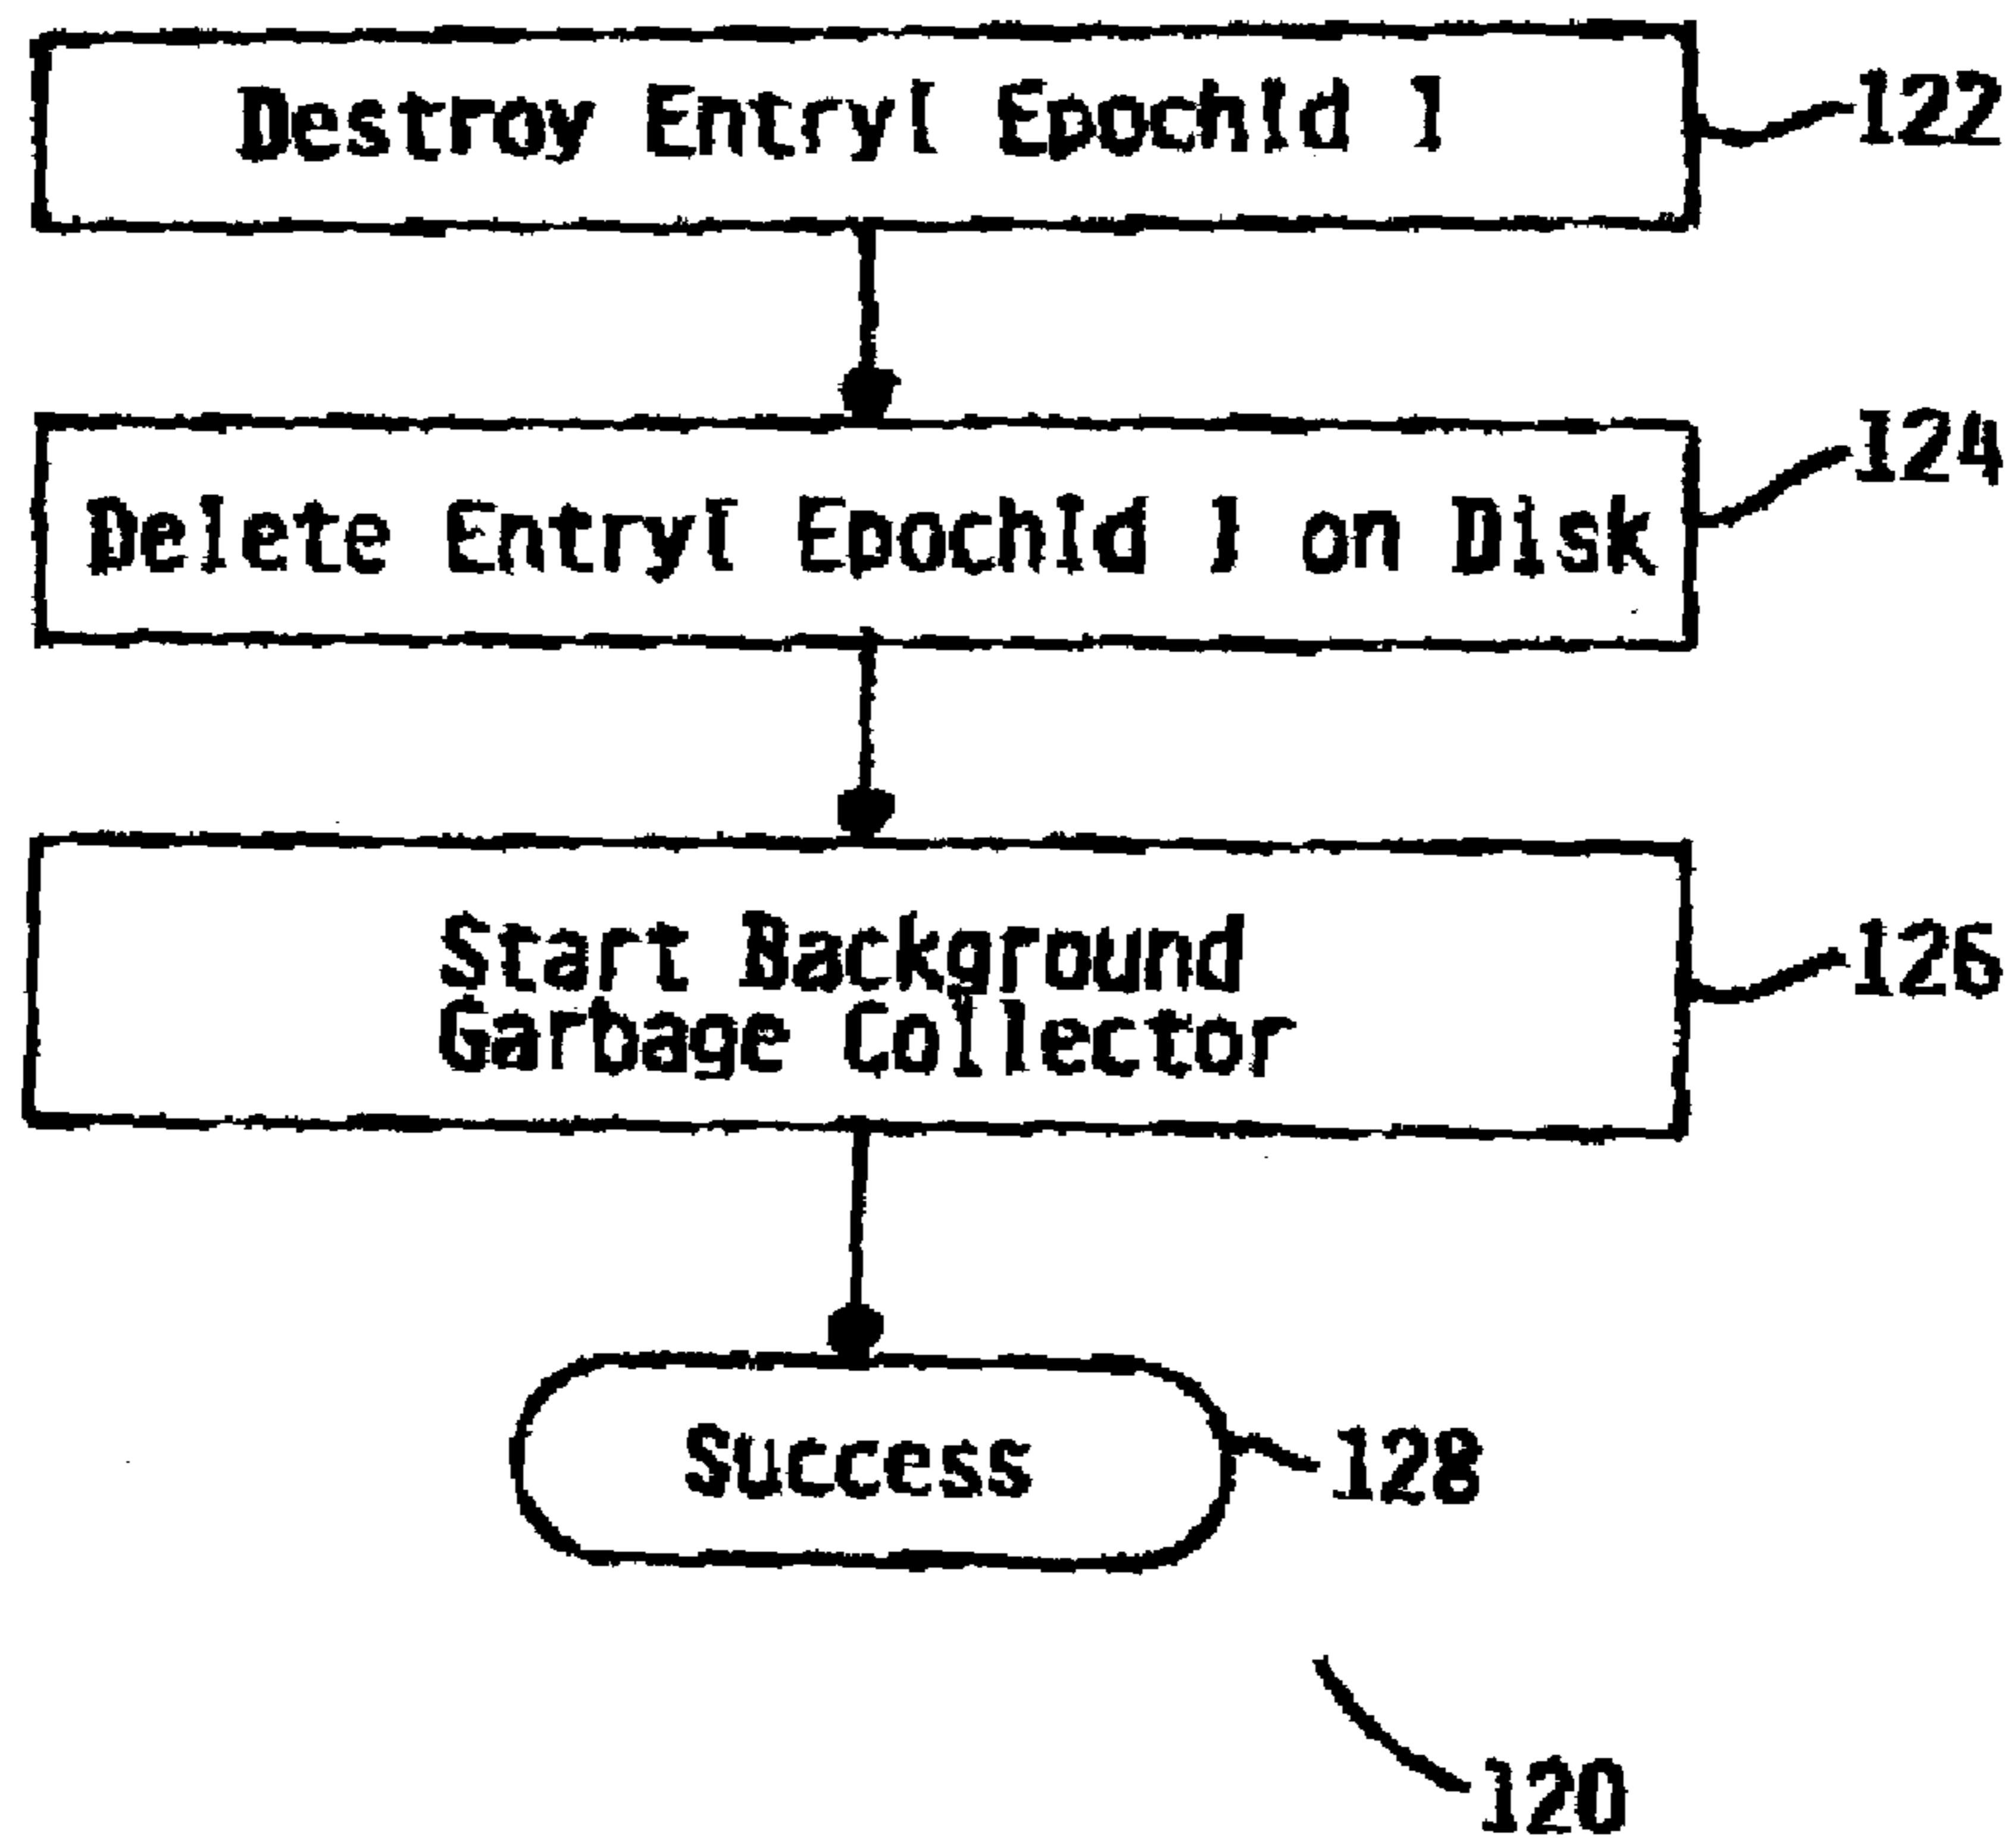 Destroy Entry[ EpochId ]
122
Delete Entry[ EpochId ] on Disk
124
Start Background
Garbage Collector
126
Success
128
120